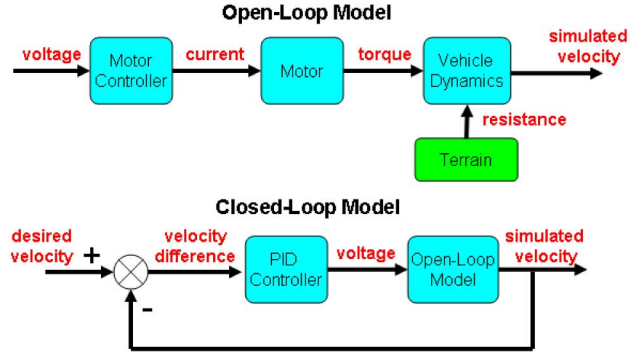 Open-Loop Model
voltage
Motor
Controller
current
Motor
torque
Vehicle
Dynamics
simulated
velocity
resistance
Terrain
Closed-Loop Model
desired
velocity
+
-
velocity
difference
PID
Controller
voltage
Open-Loop
Model
simulated
velocity